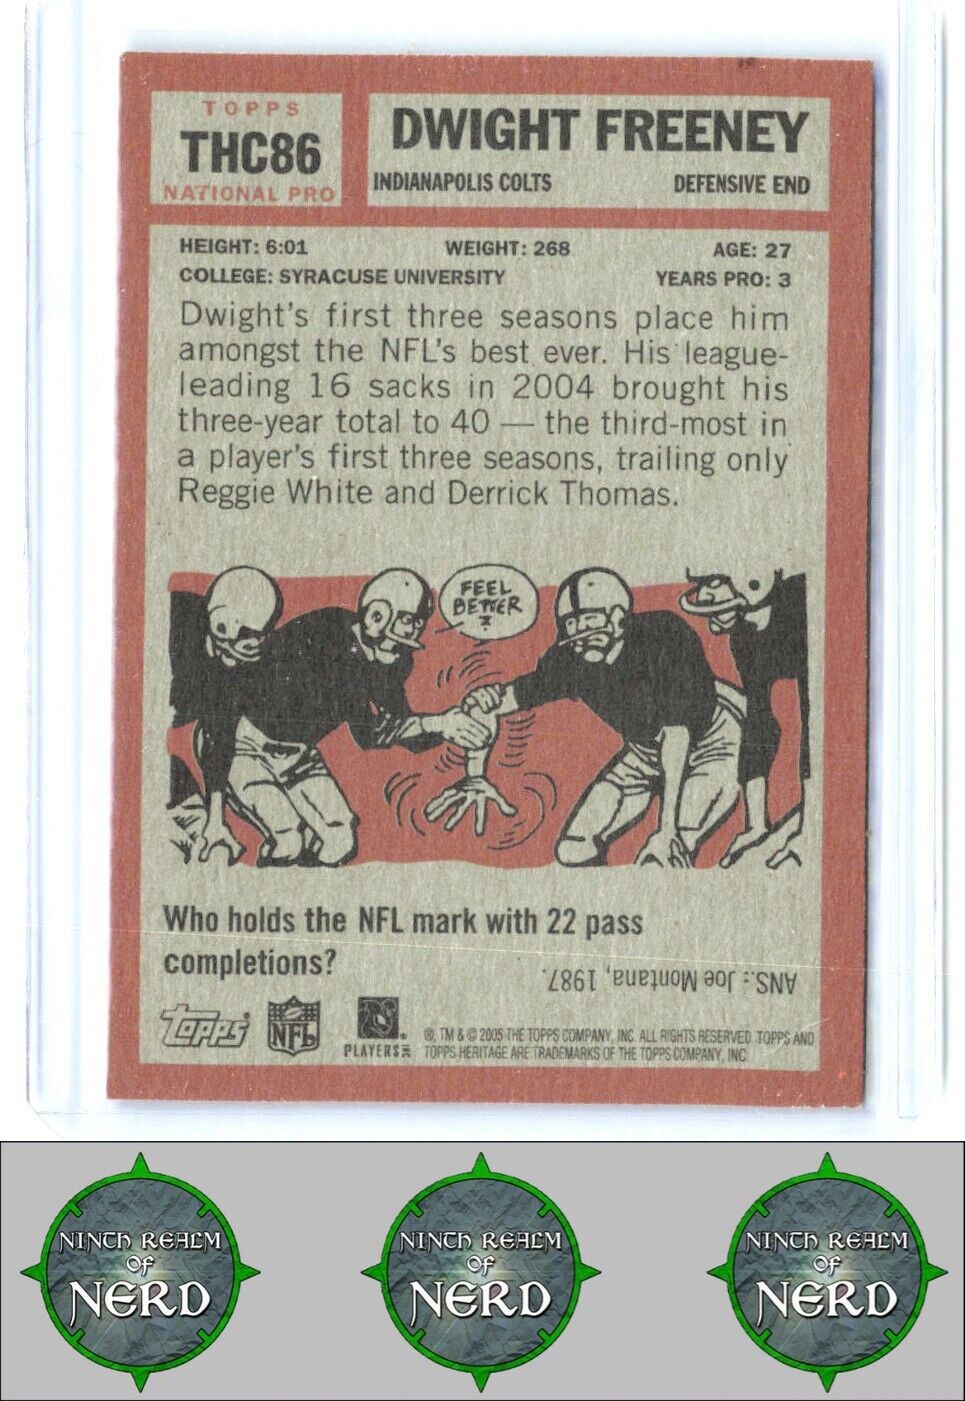 TOPPS
THC86
NATIONAL PRO
DWIGHT FREENEY
INDIANAPOLIS COLTS DEFENSIVE END
HEIGHT: 6:01 WEIGHT: 268 AGE: 27
COLLEGE: SYRACUSE UNIVERSITY YEARS PRO: 3
Dwight's first three seasons place him
amongst the NFL's best ever. His league-
leading 16 sacks in 2004 brought his
three-year total to 40 — the third-most in
a player's first three seasons, trailing only
Reggie White and Derrick Thomas.
FEEL
BETTER
?
Who holds the NFL mark with 22 pass
completions?
ANS.: Joe Montana, 1987.
Topps NFL PLAYERS INC
®, TM & © 2005 THE TOPPS COMPANY, INC. ALL RIGHTS RESERVED. TOPPS AND
TOPPS HERITAGE ARE TRADEMARKS OF THE TOPPS COMPANY, INC.
NINTH REALM
OF
NERD
NINTH REALM
OF
NERD
NINTH REALM
OF
NERD